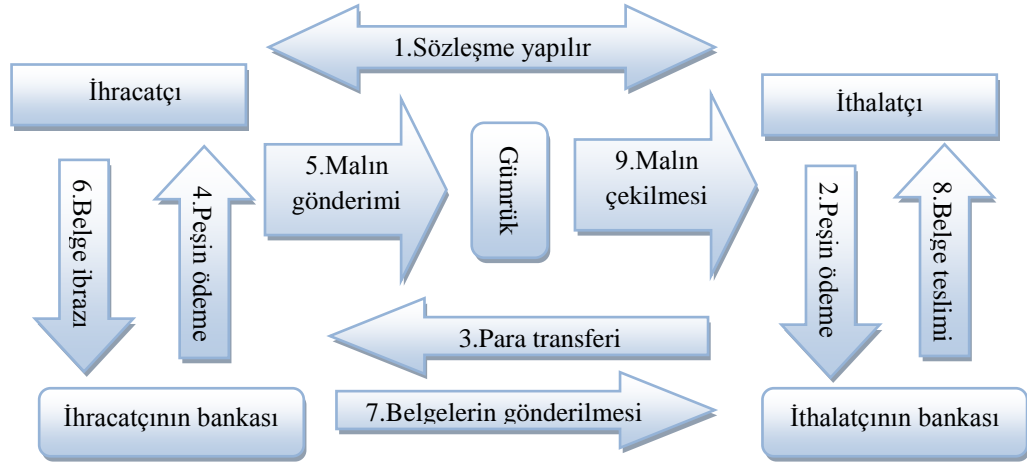 1.Sözleşme yapılır
İhracatçı
İthalatçı
5.Malın
gönderimi
Gümrük
9.Malın
çekilmesi
6.Belge ibrazı
4.Peşin ödeme
2.Peşin ödeme
8.Belge teslimi
3.Para transferi
7.Belgelerin gönderilmesi
İhracatçının bankası
İthalatçının bankası